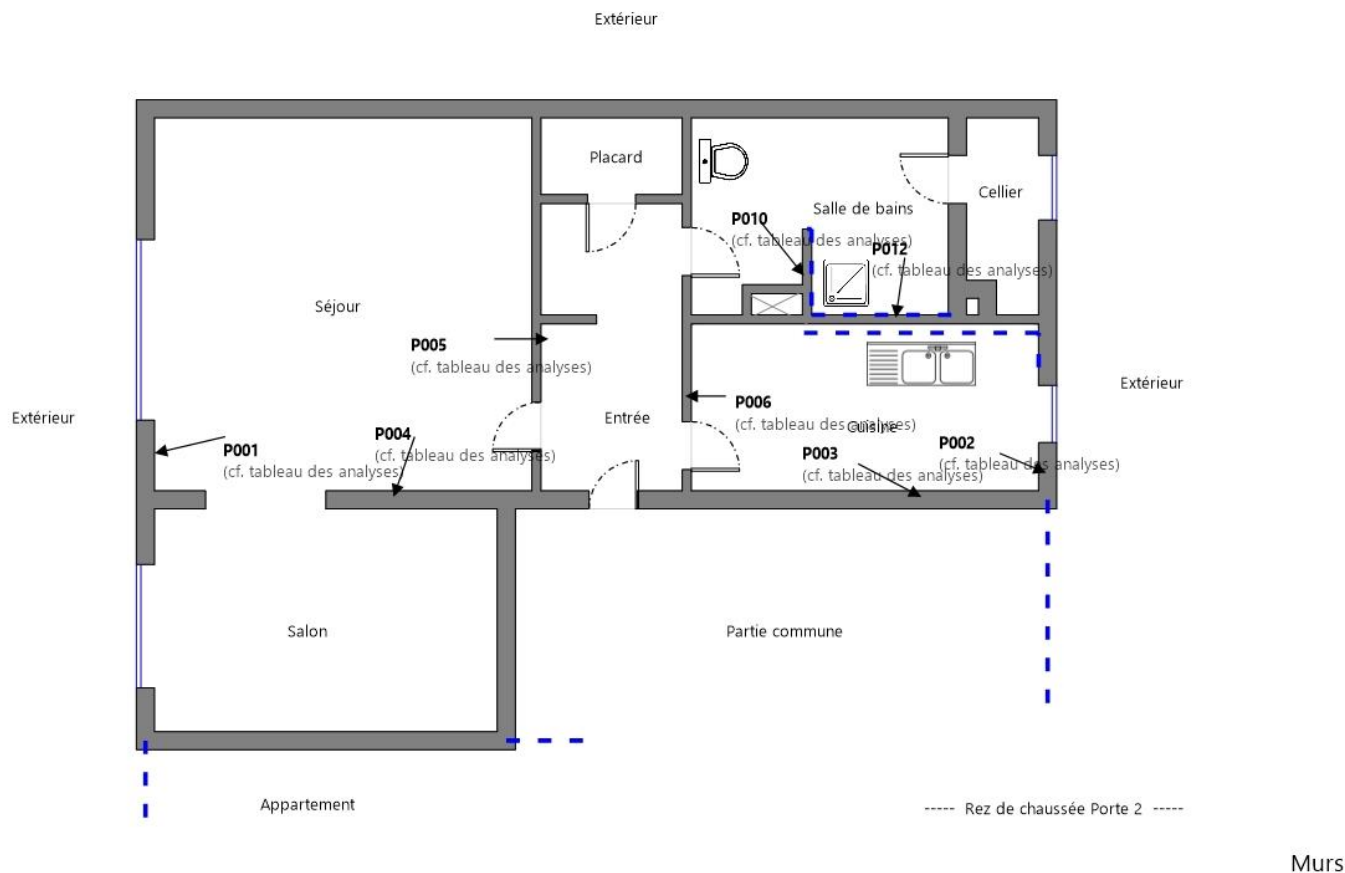 Extérieur
Placard
Cellier
Salle de bains
P010
(cf. tableau des analyses)
P012
(cf. tableau des analyses)
Séjour
P005
(cf. tableau des analyses)
Extérieur
Extérieur
Entrée
P006
(cf. tableau des analyses)
Cuisine
P001
(cf. tableau des analyses)
P004
(cf. tableau des analyses)
P003
(cf. tableau des analyses)
P002
(cf. tableau des analyses)
Salon
Partie commune
Appartement
----- Rez de chaussée Porte 2 -----
Murs